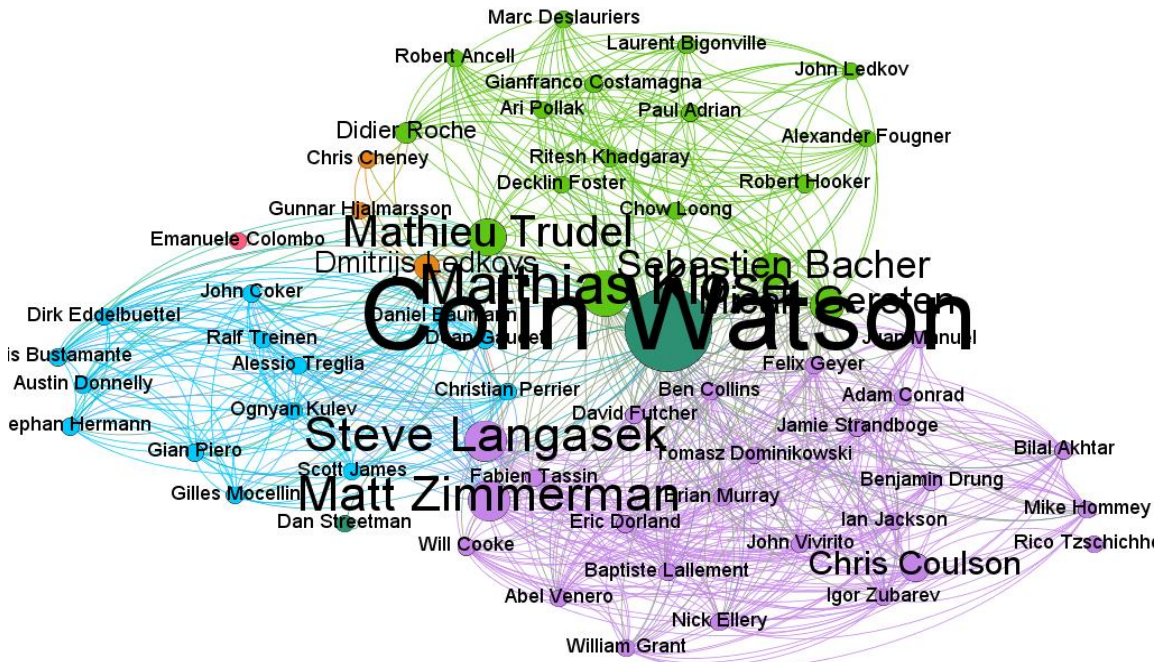 Marc Deslauriers
Laurent Bigonville
Robert Ancell
John Ledkov
Gianfranco Costamagna
Ari Pollak
Paul Adrian
Didier Roche
Alexander Fougner
Chris Cheney
Ritesh Khadgaray
Decklin Foster
Robert Hooker
Gunnar Hjalmarsson
Chow Loong
Mathieu Trudel
Emanuele Colombo
Dmitrijs Ledkovs
Sebastien Bacher
Matthias Klose
John Coker
Colin Watson
Gersten
Dirk Eddelbuettel
Daniel Baumann
Ralf Treinen
Dean Gaudet
Juan Manuel
is Bustamante
Alessio Treglia
Felix Geyer
Austin Donnelly
Christian Perrier
Ben Collins
Adam Conrad
Ognyan Kulev
David Futcher
ephan Hermann
Jamie Strandboge
Steve Langasek
Bilal Akhtar
Gian Piero
Tomasz Dominikowski
Scott James
Fabien Tassin
Benjamin Drung
Gilles Mocellin
Matt Zimmerman
Brian Murray
Mike Hommey
Dan Streetman
Eric Dorland
Ian Jackson
Will Cooke
John Vivirito
Rico Tzschichho
Chris Coulson
Baptiste Lallement
Abel Venero
Igor Zubarev
Nick Ellery
William Grant